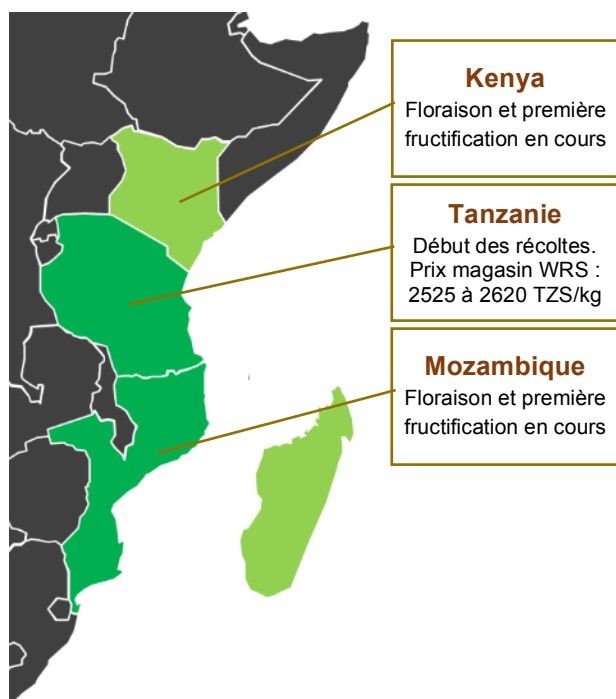 Kenya
Floraison et première
fructification en cours
Tanzanie
Début des récoltes.
Prix magasin WRS :
2525 à 2620 TZS/kg
Mozambique
Floraison et première
fructification en cours